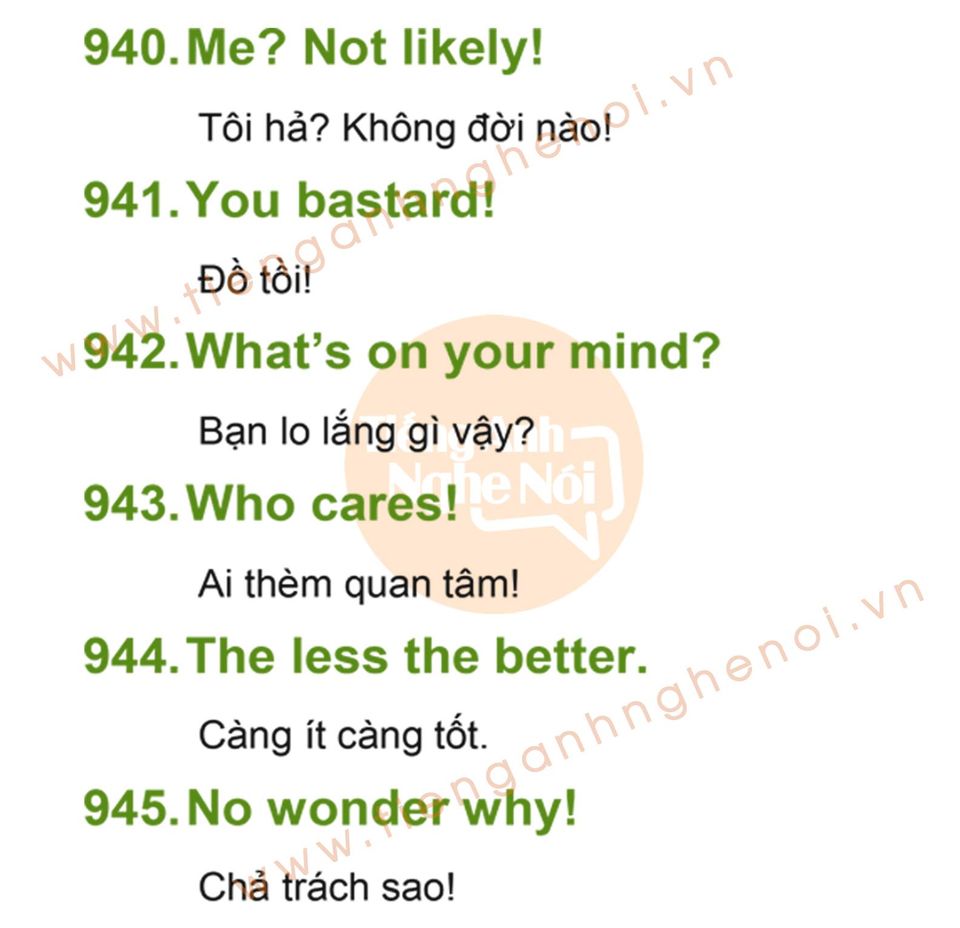 940. Me? Not likely!
Tôi hả? Không đời nào!
941. You bastard!
Đồ tồi!
942. What’s on your mind?
Bạn lo lắng gì vậy?
943. Who cares!
Ai thèm quan tâm!
944. The less the better.
Càng ít càng tốt.
945. No wonder why!
Chả trách sao!
www.tienganhnghenoi.vn
Tiếng Anh
Nghe Nói
www.tienganhnghenoi.vn